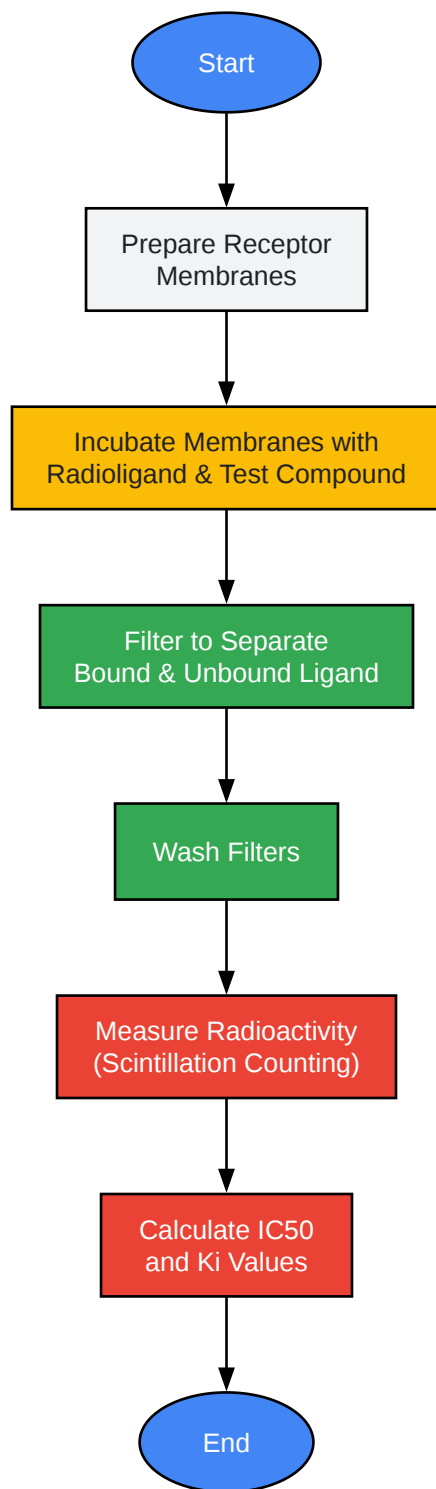 Start
Prepare Receptor
Membranes
Incubate Membranes with
Radioligand & Test Compound
Filter to Separate
Bound & Unbound Ligand
Wash Filters
Measure Radioactivity
(Scintillation Counting)
Calculate IC50
and Ki Values
End